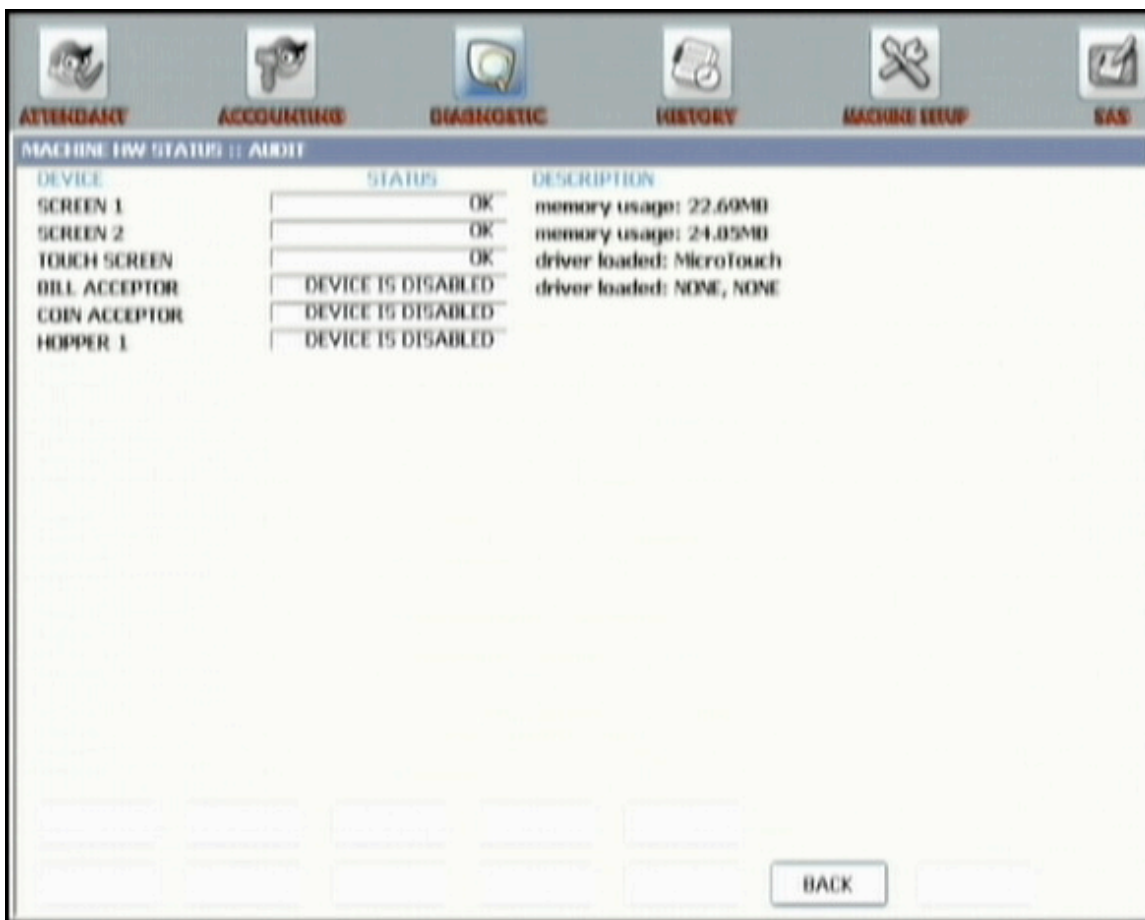 ATTENDANT ACCOUNTING DIAGNOSTIC HISTORY MACHINE SETUP SAS
MACHINE HW STATUS :: AUDIT
DEVICE STATUS DESCRIPTION
SCREEN 1 OK memory usage: 22.69MB
SCREEN 2 OK memory usage: 24.85MB
TOUCH SCREEN OK driver loaded: MicroTouch
BILL ACCEPTOR DEVICE IS DISABLED driver loaded: NONE, NONE
COIN ACCEPTOR DEVICE IS DISABLED
HOPPER 1 DEVICE IS DISABLED
BACK